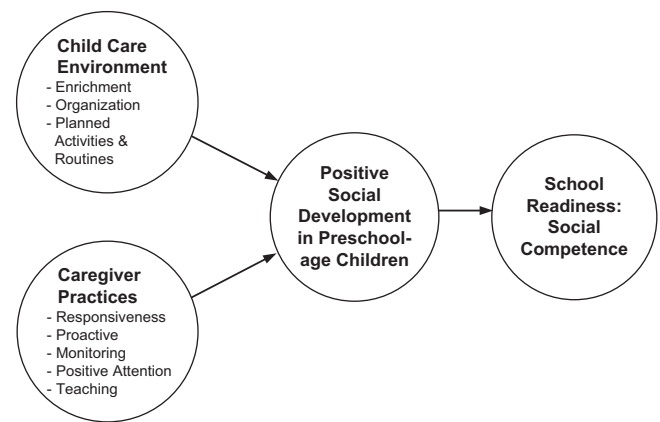 Child Care
Environment
- Enrichment
- Organization
- Planned
Activities &
Routines
Caregiver
Practices
- Responsiveness
- Proactive
- Monitoring
- Positive Attention
- Teaching
Positive
Social
Development
in Preschool-
age Children
School
Readiness:
Social
Competence